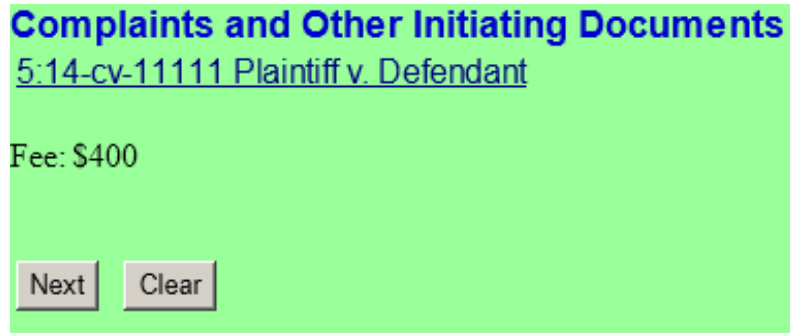 Complaints and Other Initiating Documents
5:14-cv-11111 Plaintiff v. Defendant
Fee: $400
Next Clear